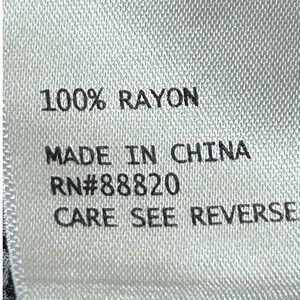 100% RAYON
MADE IN CHINA
RN#88820
CARE SEE REVERSE